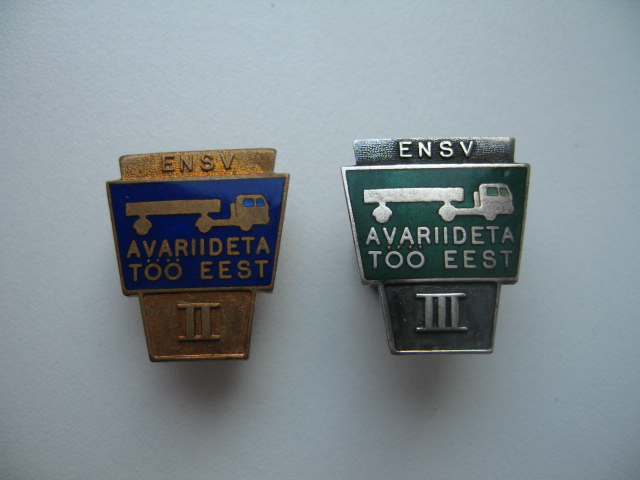 ENSV
AVARIIDETA
TÖÖ EEST
II
ENSV
AVARIIDETA
TÖÖ EEST
III